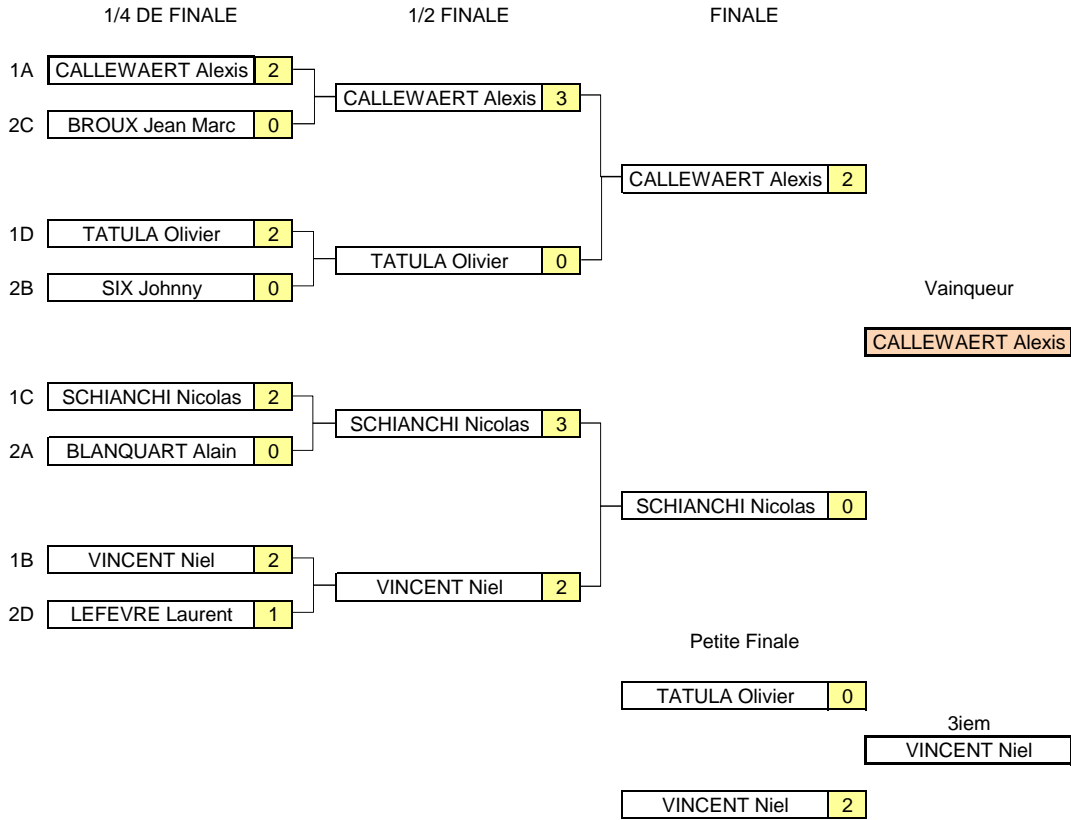 1/4 DE FINALE 1/2 FINALE FINALE
1A CALLEWAERT Alexis 2
CALLEWAERT Alexis 3
2C BROUX Jean Marc 0
CALLEWAERT Alexis 2
1D TATULA Olivier 2
TATULA Olivier 0
2B SIX Johnny 0
Vainqueur
CALLEWAERT Alexis
1C SCHIANCHI Nicolas 2
SCHIANCHI Nicolas 3
2A BLANQUART Alain 0
SCHIANCHI Nicolas 0
1B VINCENT Niel 2
VINCENT Niel 2
2D LEFEVRE Laurent 1
Petite Finale
TATULA Olivier 0
3iem
VINCENT Niel
VINCENT Niel 2